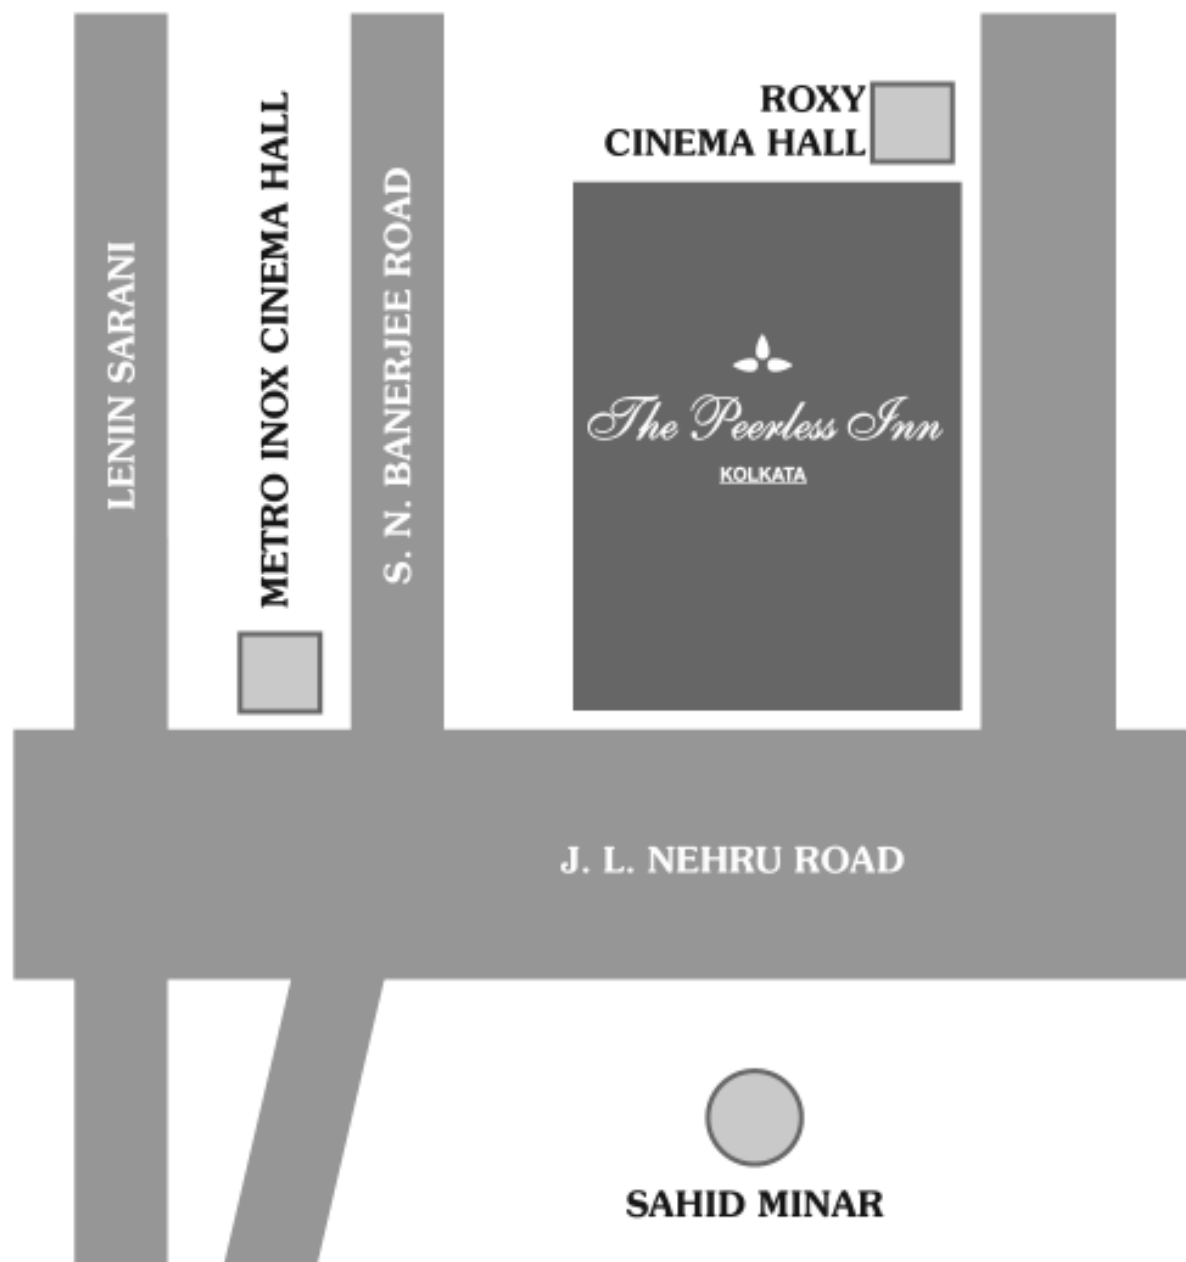 ROXY
CINEMA HALL
METRO INOX CINEMA HALL
LENIN SARANI
S. N. BANERJEE ROAD
The Peerless Inn
KOLKATA
J. L. NEHRU ROAD
SAHID MINAR